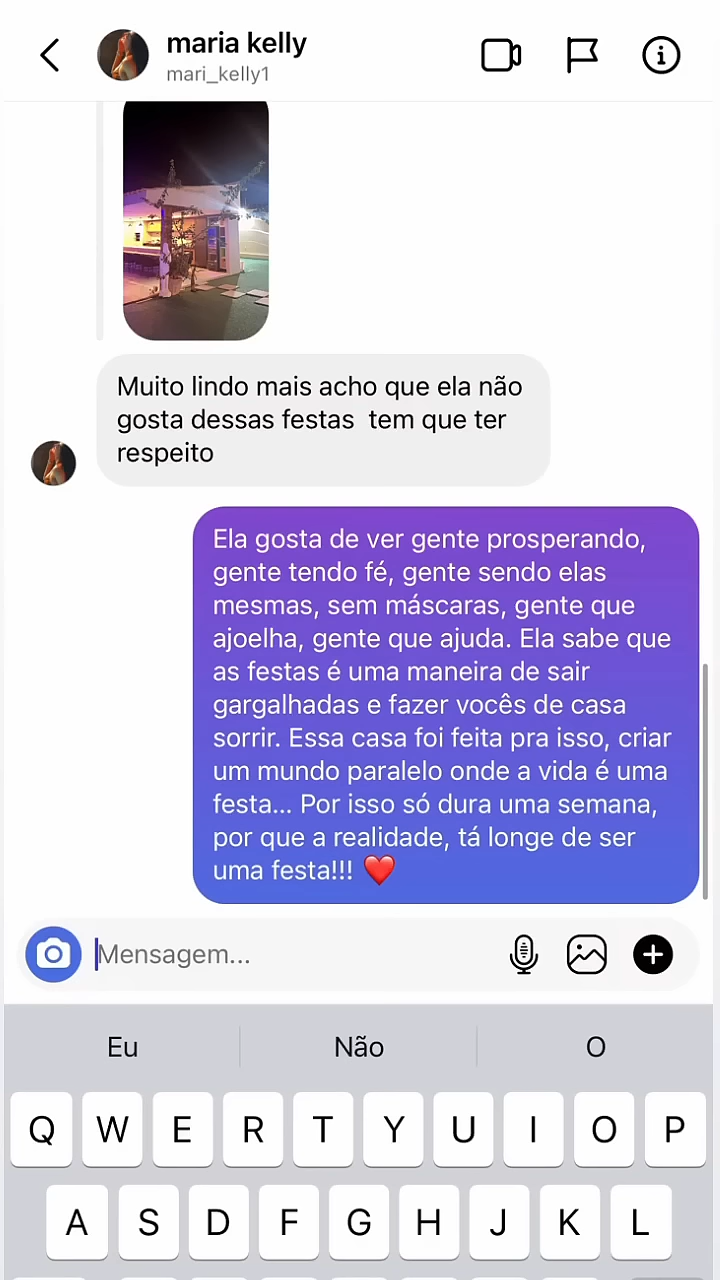 maria kelly
mari_kelly1
Muito lindo mais acho que ela não
gosta dessas festas  tem que ter
respeito
Ela gosta de ver gente prosperando,
gente tendo fé, gente sendo elas
mesmas, sem máscaras, gente que
ajoelha, gente que ajuda. Ela sabe que
as festas é uma maneira de sair
gargalhadas e fazer vocês de casa
sorrir. Essa casa foi feita pra isso, criar
um mundo paralelo onde a vida é uma
festa... Por isso só dura uma semana,
por que a realidade, tá longe de ser
uma festa!!! ❤️
Mensagem...
Eu Não O
Q W E R T Y U I O P
A S D F G H J K L